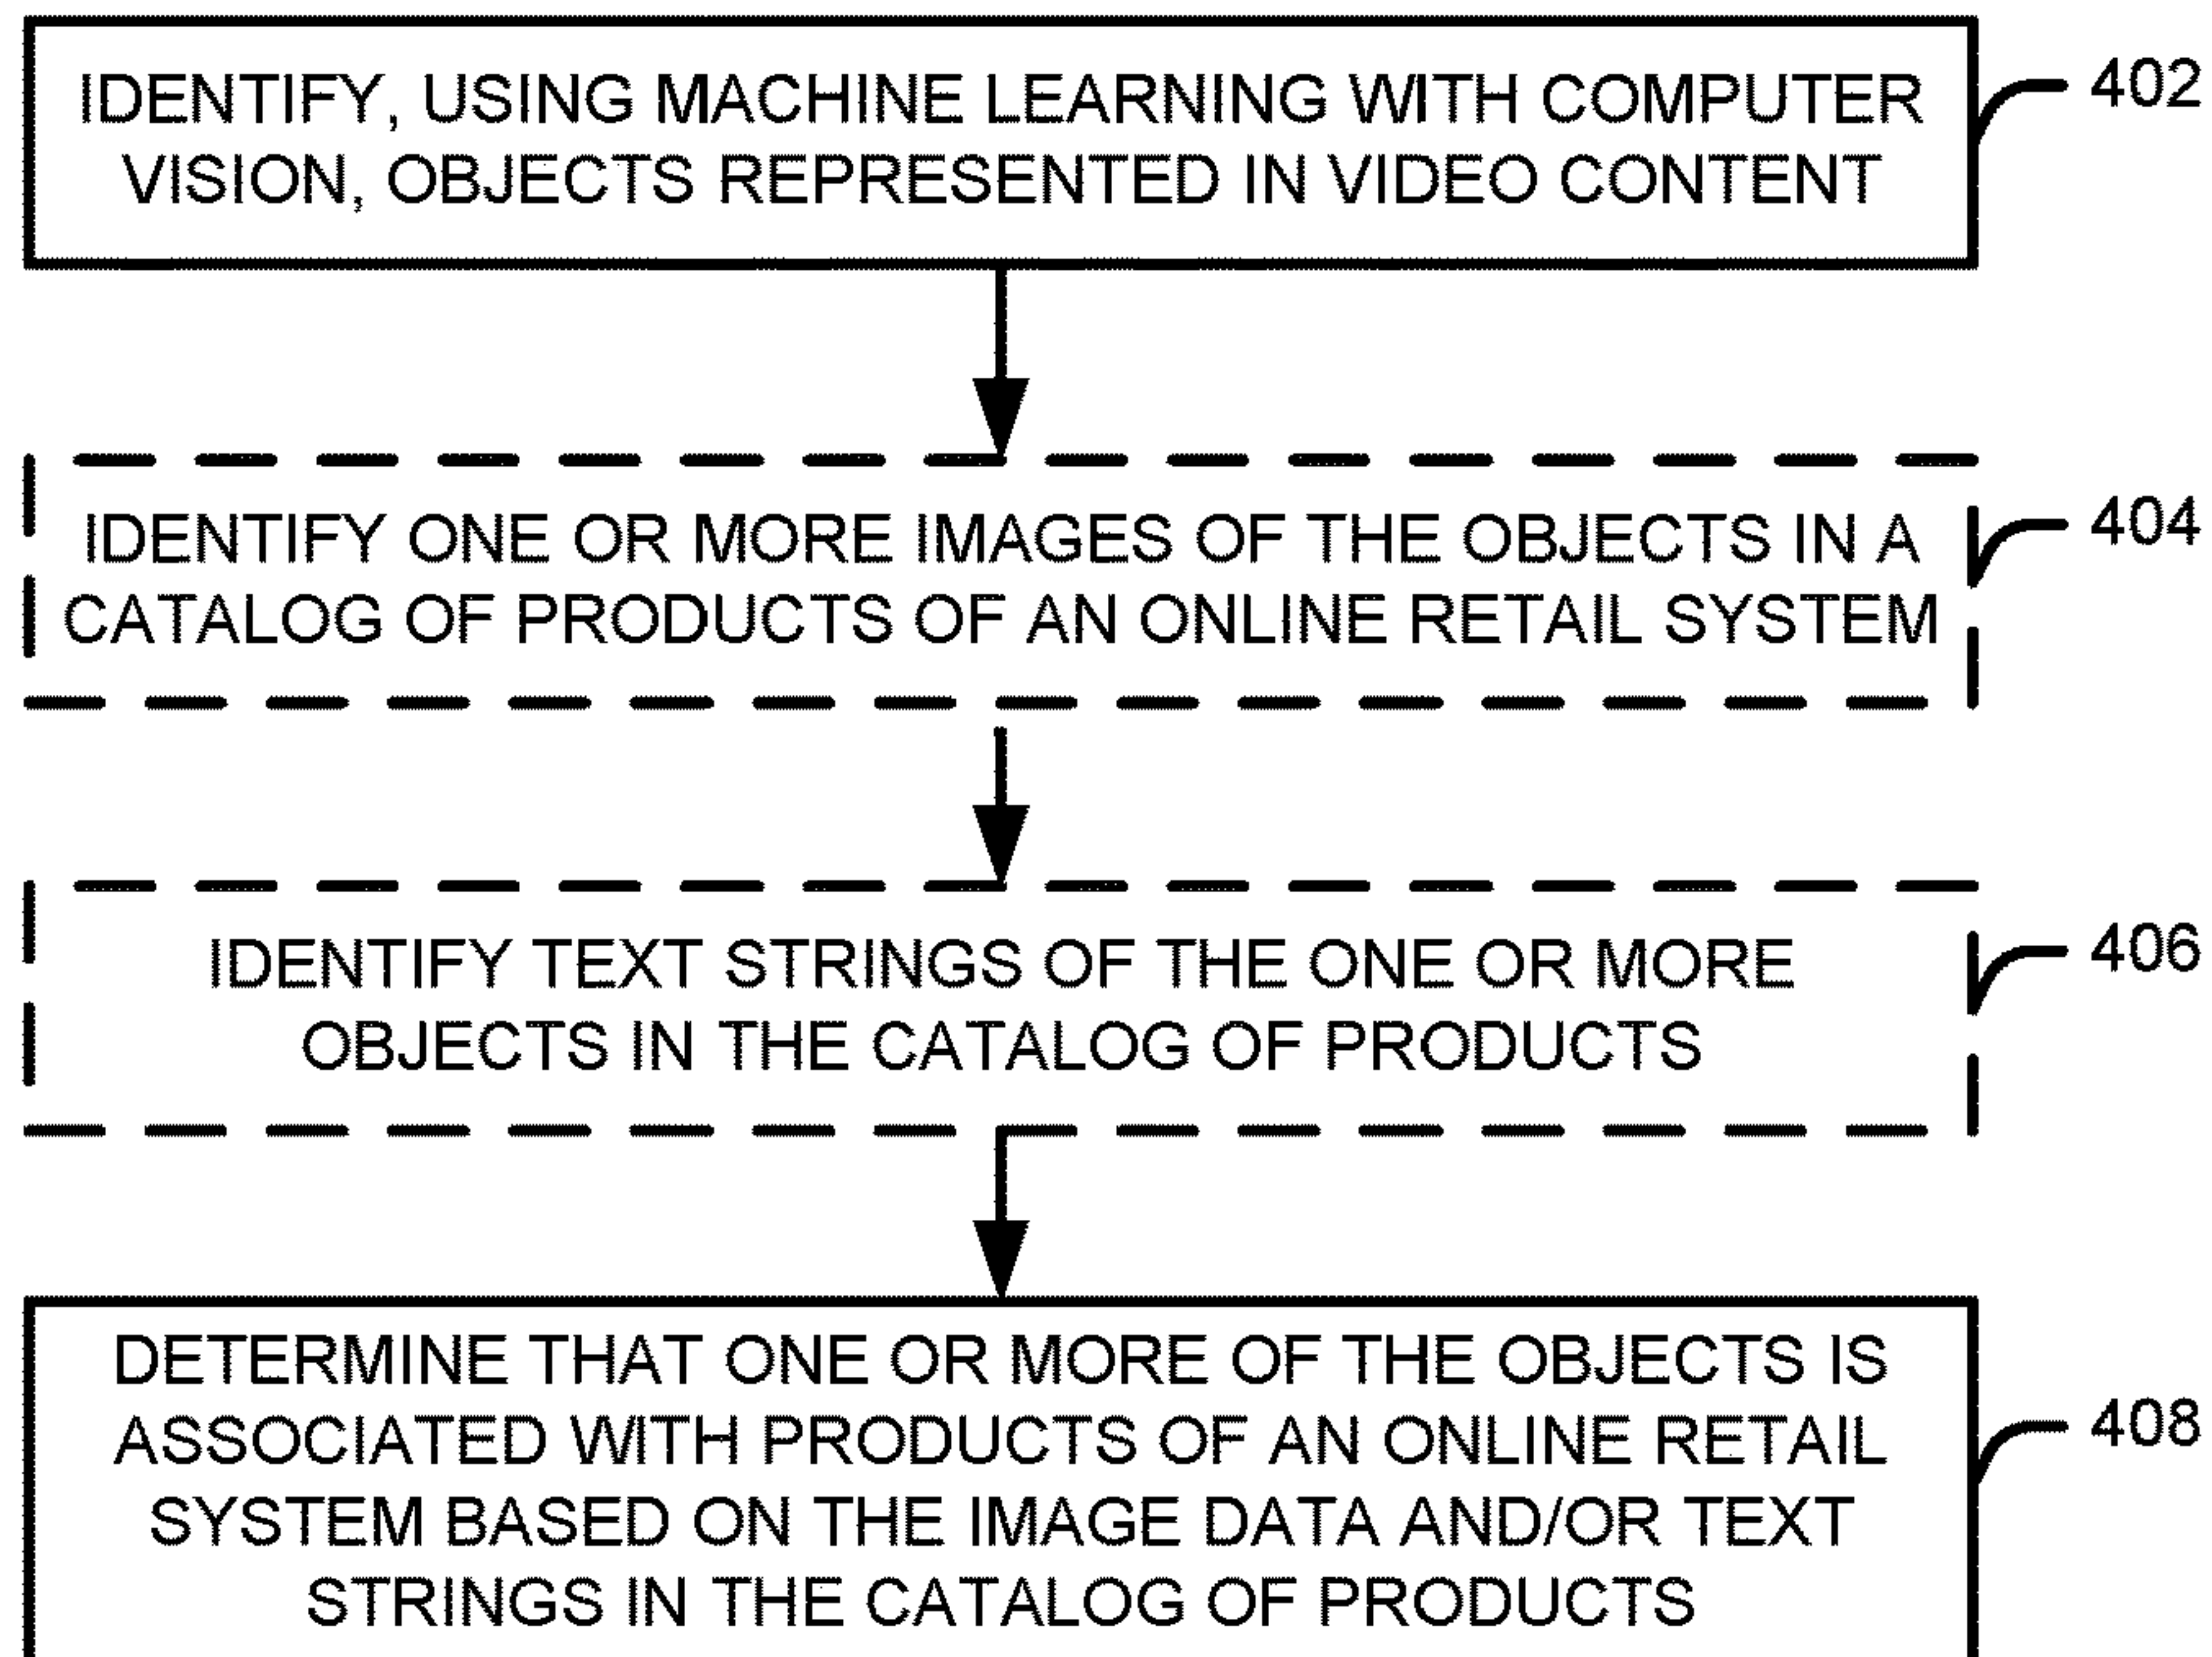 IDENTIFY, USING MACHINE LEARNING WITH COMPUTER
VISION, OBJECTS REPRESENTED IN VIDEO CONTENT
402
IDENTIFY ONE OR MORE IMAGES OF THE OBJECTS IN A
CATALOG OF PRODUCTS OF AN ONLINE RETAIL SYSTEM
404
IDENTIFY TEXT STRINGS OF THE ONE OR MORE
OBJECTS IN THE CATALOG OF PRODUCTS
406
DETERMINE THAT ONE OR MORE OF THE OBJECTS IS
ASSOCIATED WITH PRODUCTS OF AN ONLINE RETAIL
SYSTEM BASED ON THE IMAGE DATA AND/OR TEXT
STRINGS IN THE CATALOG OF PRODUCTS
408